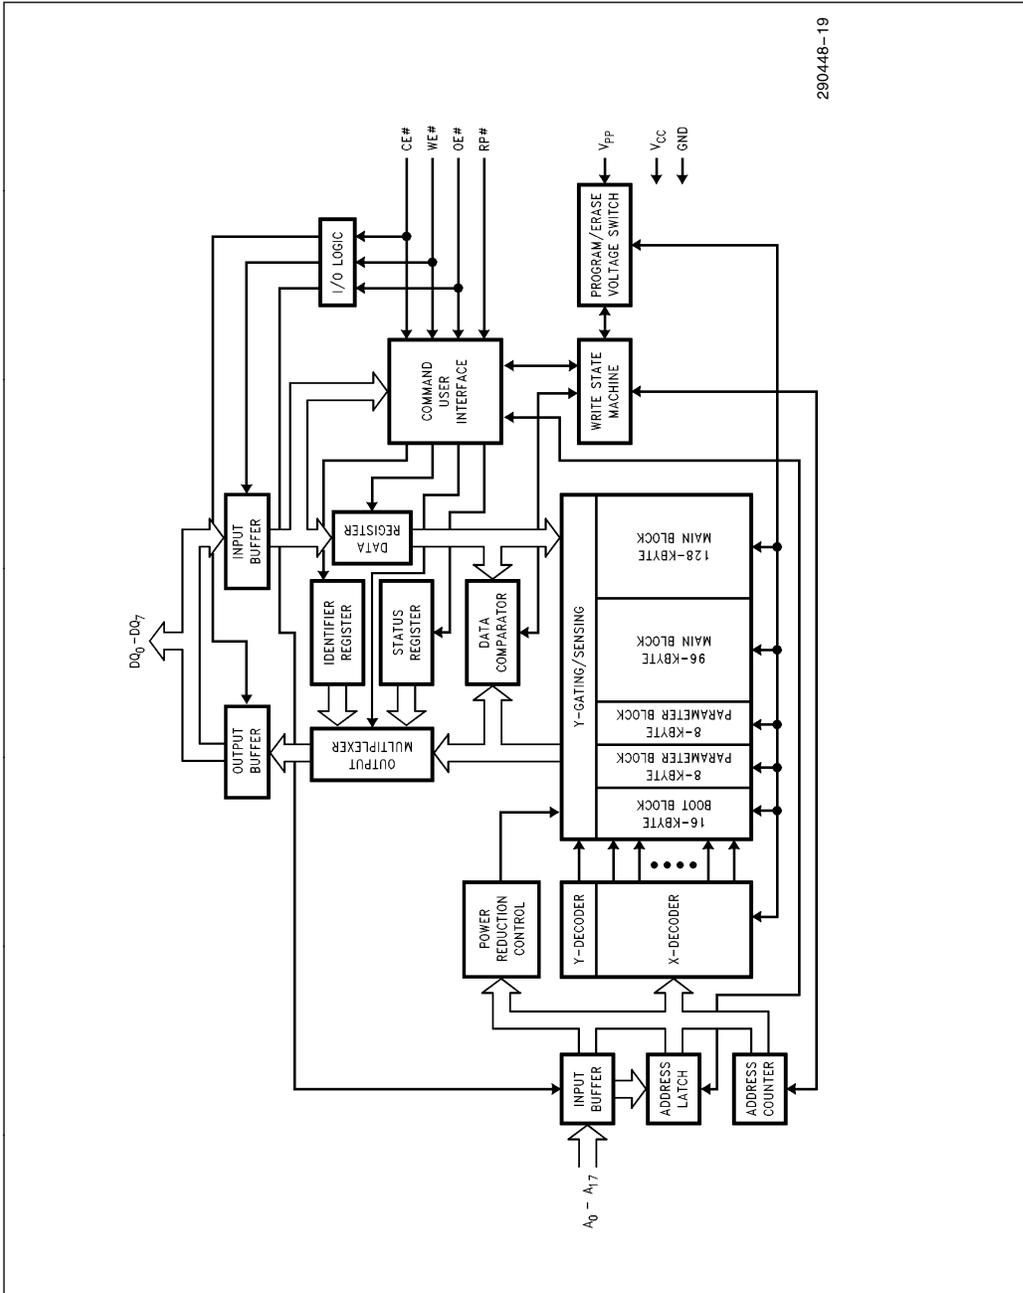 DQ0-DQ7
OUTPUT
BUFFER
INPUT
BUFFER
I/O LOGIC
CE#
WE#
OE#
RP#
IDENTIFIER
REGISTER
DATA
REGISTER
STATUS
REGISTER
OUTPUT
MULTIPLEXER
COMMAND
USER
INTERFACE
POWER
REDUCTION
CONTROL
DATA
COMPARATOR
A0 - A17
INPUT
BUFFER
Y-DECODER
Y-GATING/SENSING
WRITE STATE
MACHINE
PROGRAM/ERASE
VOLTAGE SWITCH
VPP
ADDRESS
LATCH
X-DECODER
16-KBYTE
BOOT BLOCK
8-KBYTE
PARAMETER BLOCK
8-KBYTE
PARAMETER BLOCK
96-KBYTE
MAIN BLOCK
128-KBYTE
MAIN BLOCK
VCC
GND
ADDRESS
COUNTER
290448-19